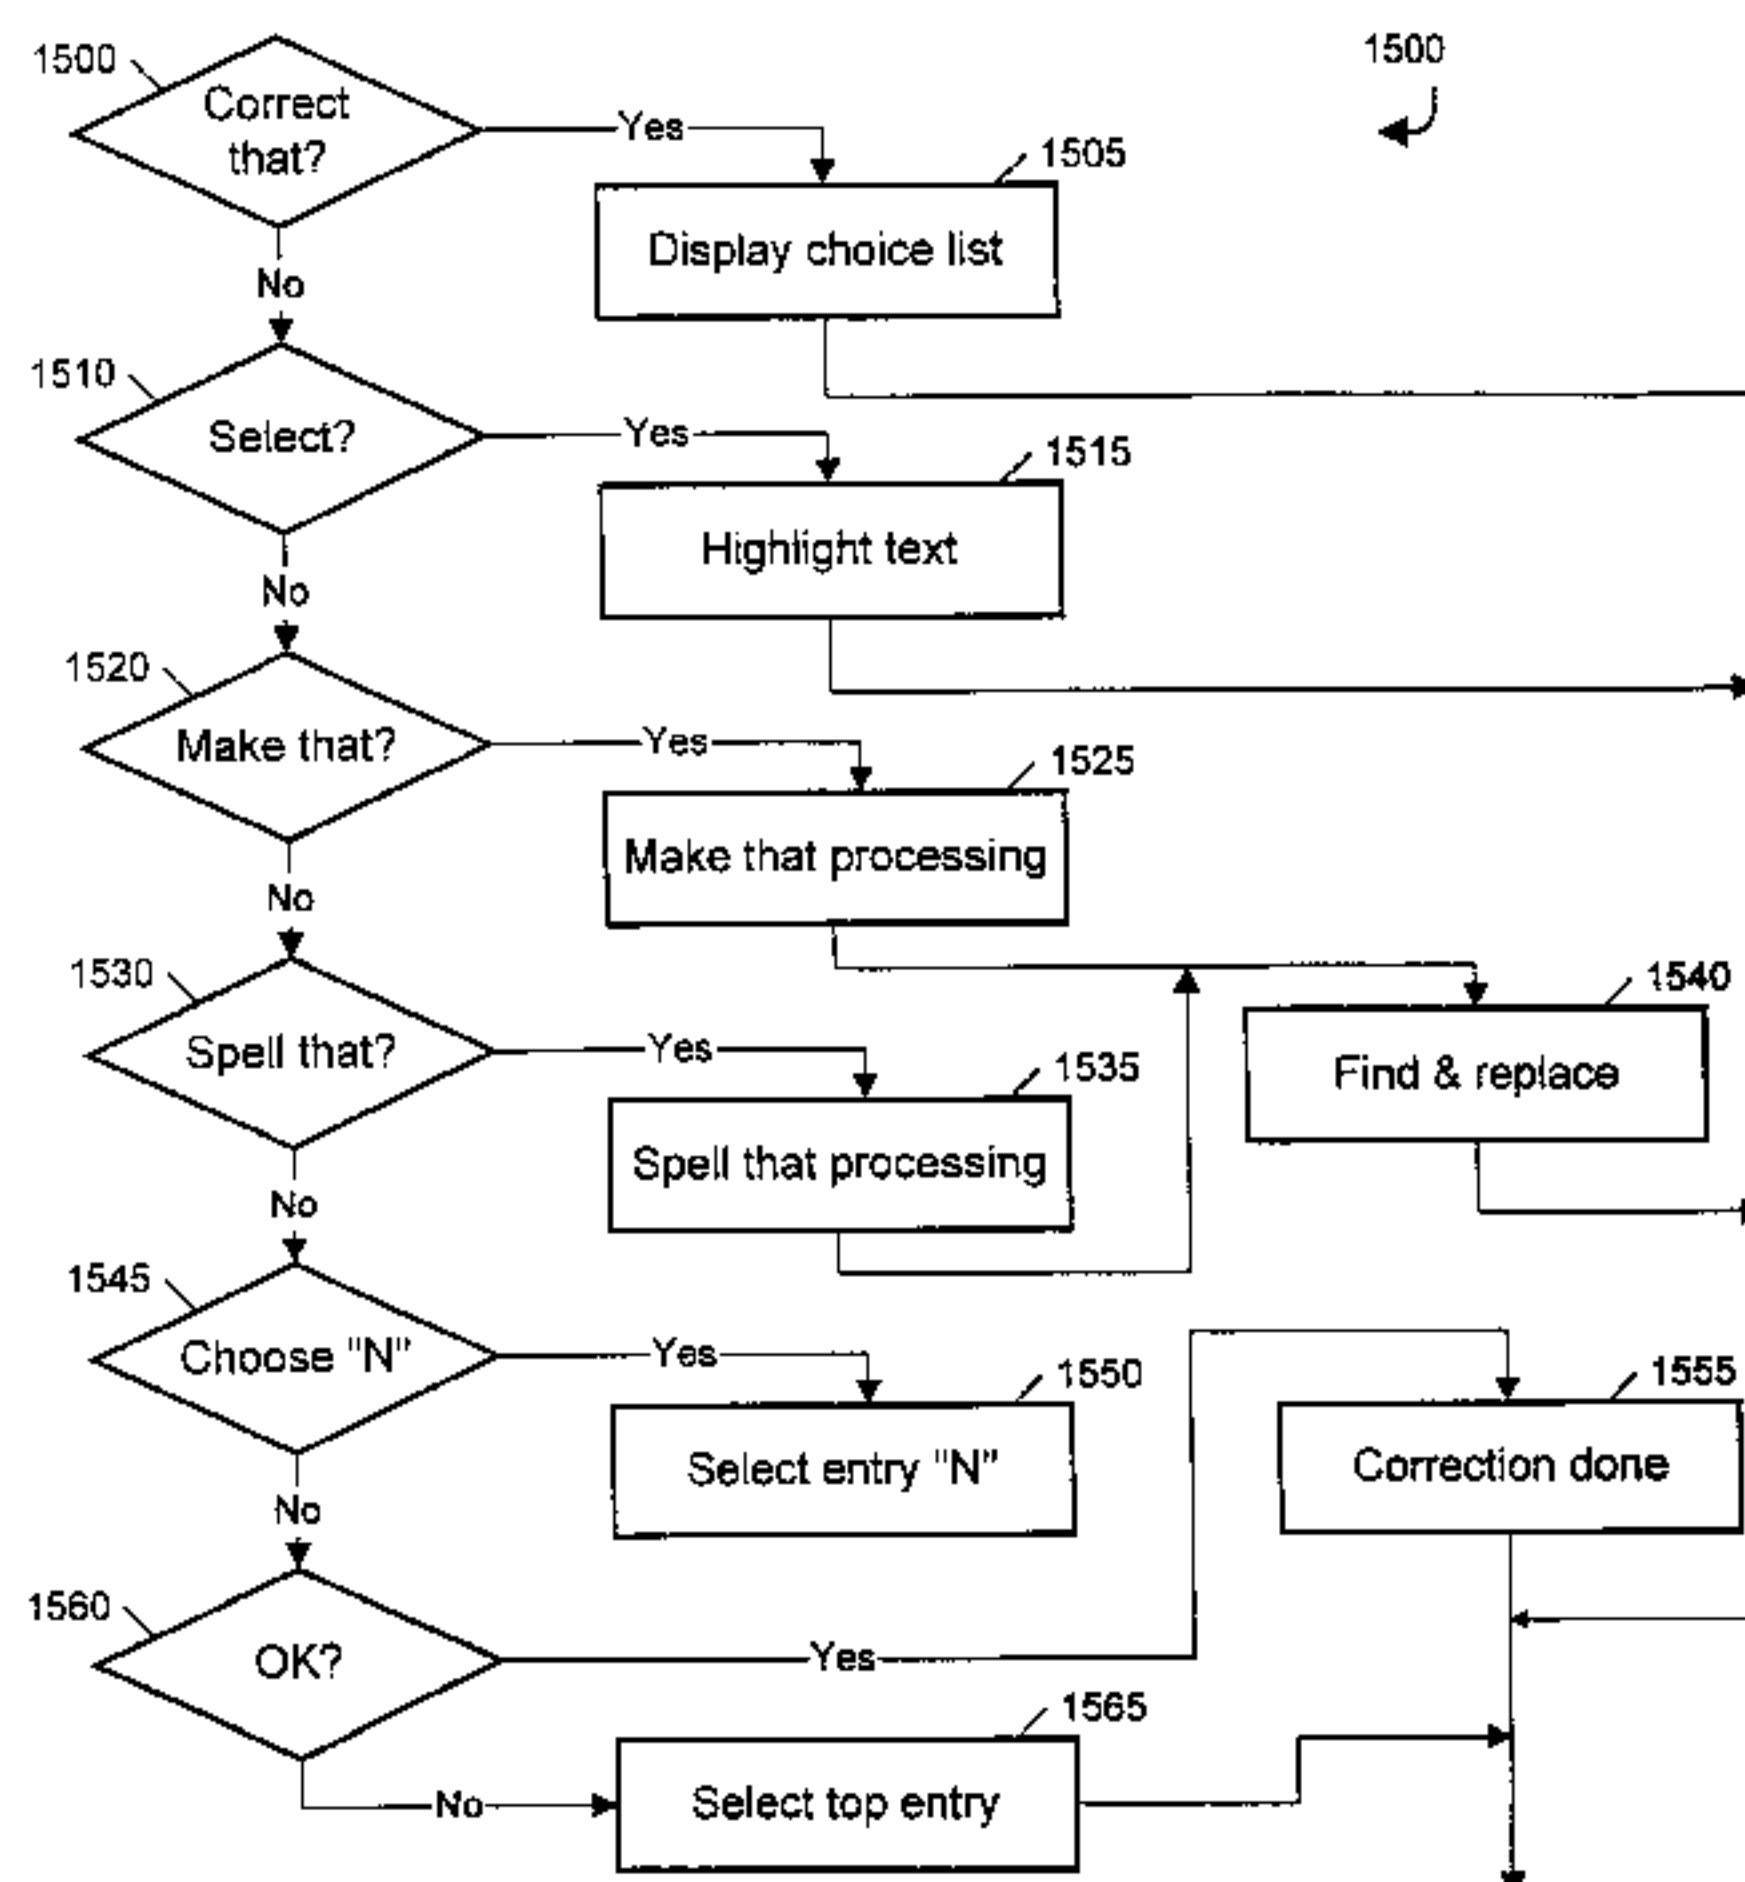 1500
1500
Correct
that?
Yes
1505
Display choice list
No
1510
Select?
Yes
1515
Highlight text
No
1520
Make that?
Yes
1525
Make that processing
No
1530
Spell that?
Yes
1535
Spell that processing
1540
Find & replace
No
1545
Choose "N"
Yes
1550
Select entry "N"
1555
Correction done
No
1560
OK?
Yes
1565
No
Select top entry